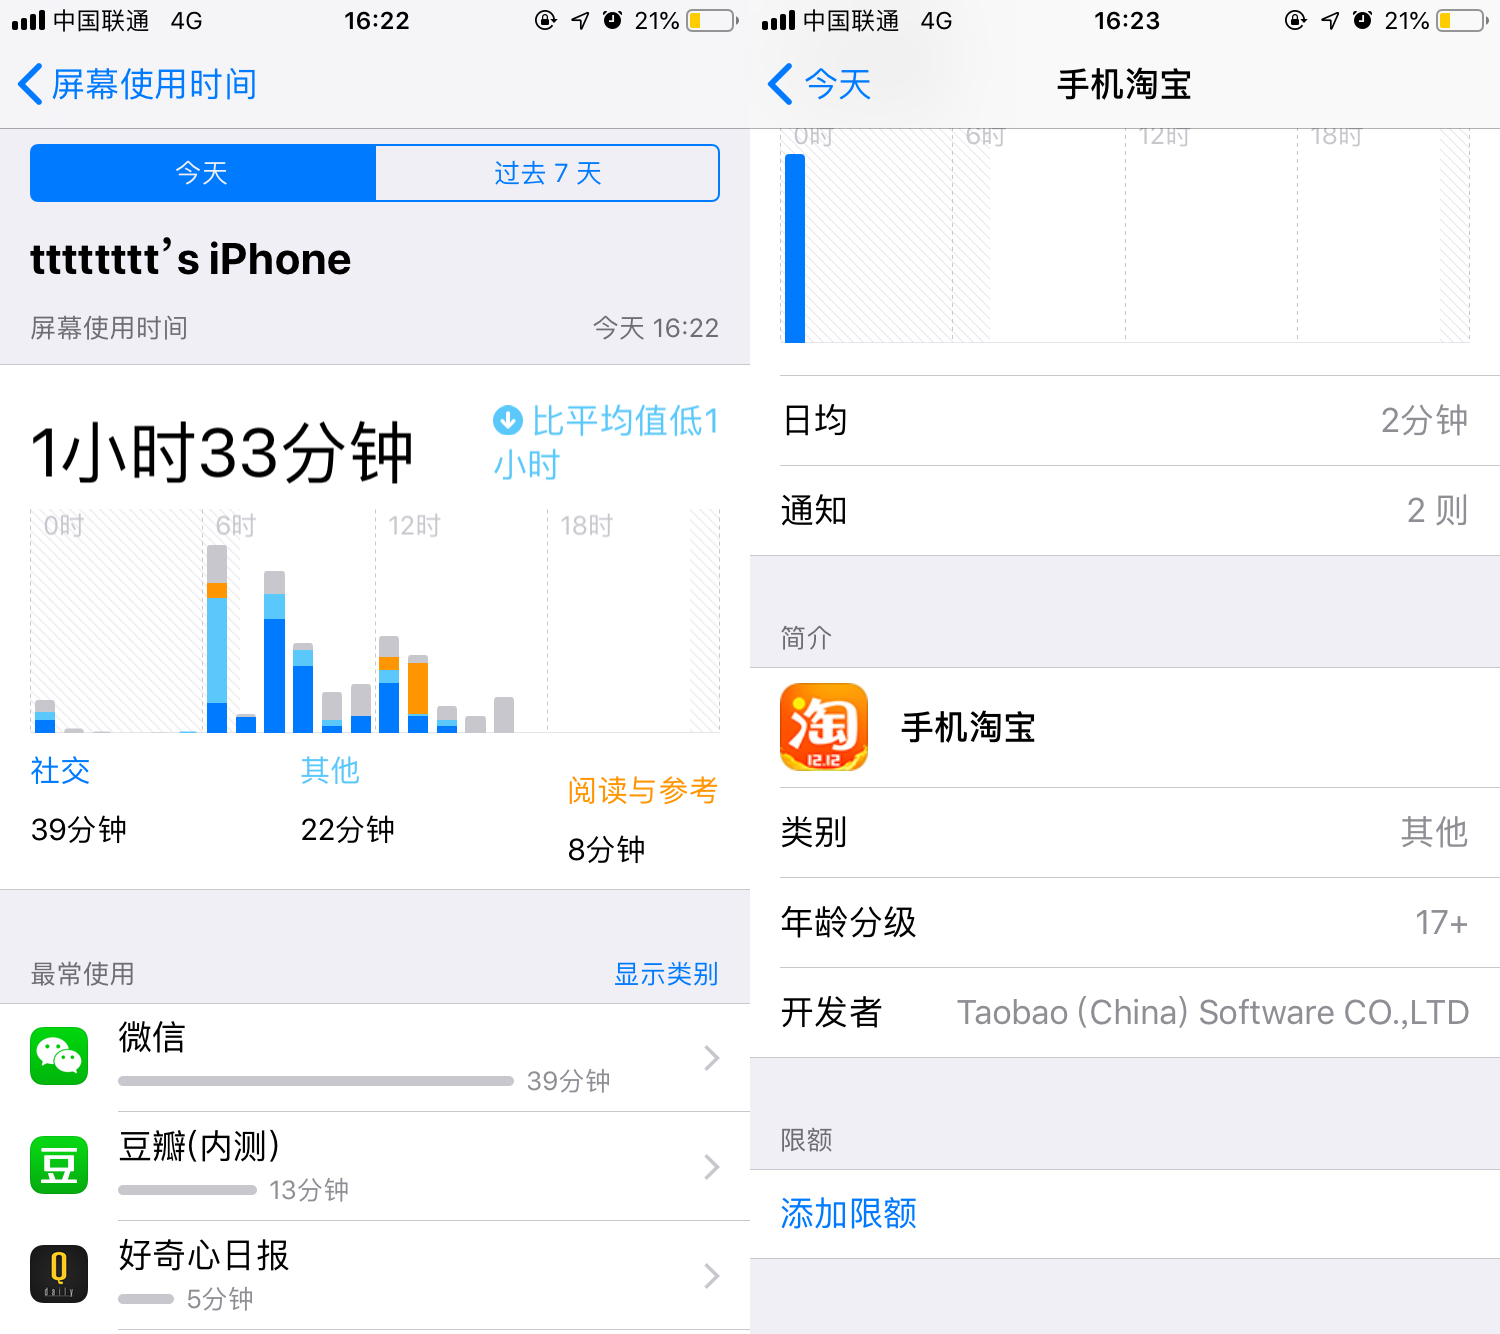 中国联通 4G 16:22 21%
屏幕使用时间
今天 过去 7 天
tttttttt’s iPhone
屏幕使用时间 今天 16:22
1小时33分钟
比平均值低1
小时
0时 6时 12时 18时
社交 其他 阅读与参考
39分钟 22分钟 8分钟
最常使用 显示类别
微信
39分钟
豆瓣(内测)
豆
13分钟
好奇心日报
Q
daily
5分钟
中国联通 4G 16:23 21%
今天 手机淘宝
0时 6时 12时 18时
日均 2分钟
通知 2 则
简介
淘
12.12
手机淘宝
类别 其他
年龄分级 17+
开发者 Taobao (China) Software CO.,LTD
限额
添加限额